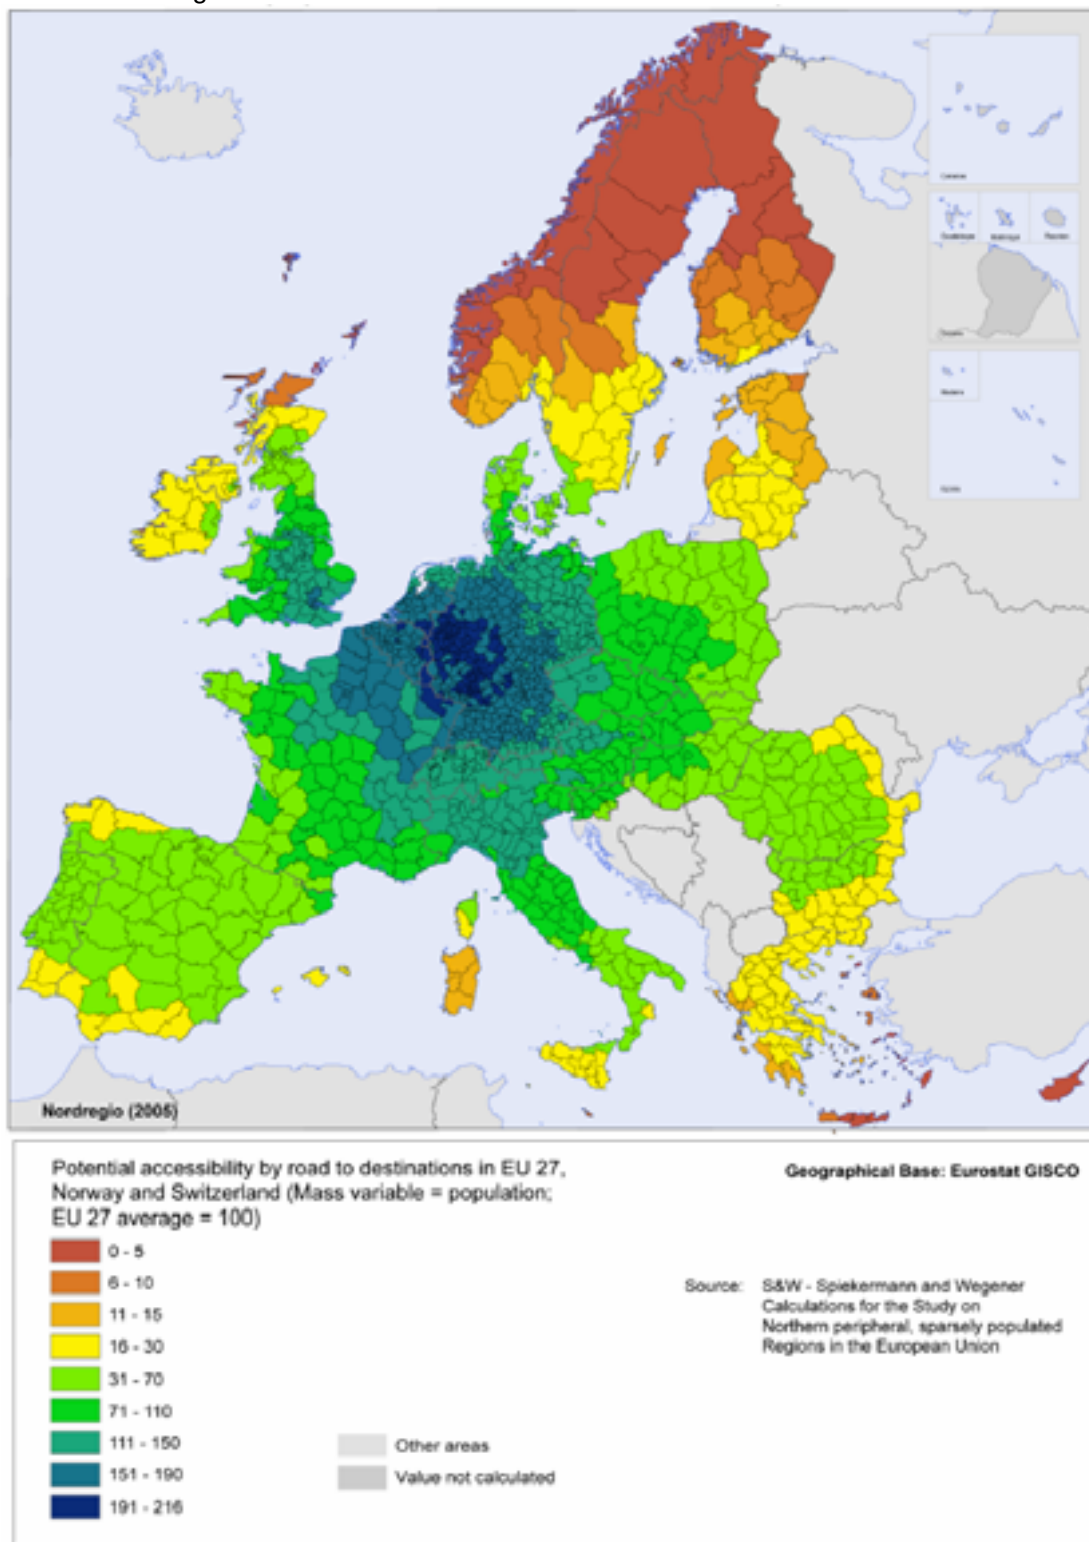 Nordregio (2005)
Potential accessibility by road to destinations in EU 27,
Norway and Switzerland (Mass variable = population;
EU 27 average = 100)
Geographical Base: Eurostat GISCO
0 - 5
6 - 10
11 - 15
16 - 30
31 - 70
71 - 110
111 - 150
151 - 190
191 - 216
Other areas
Value not calculated
Source: S&W - Spiekermann and Wegener
Calculations for the Study on
Northern peripheral, sparsely populated
Regions in the European Union